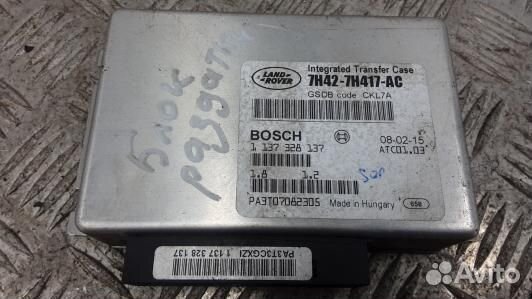 Блок
раздатки
LAND ROVER
Integrated Transfer Case
7H42-7H417-AC
GSDB code CKL7A
BOSCH
08-02-15
1 137 328 137
ATC01.03
1.8 1.2
PA3T07082305
Made in Hungary
PA3T3CGXZI 1 137 328 137
Avito